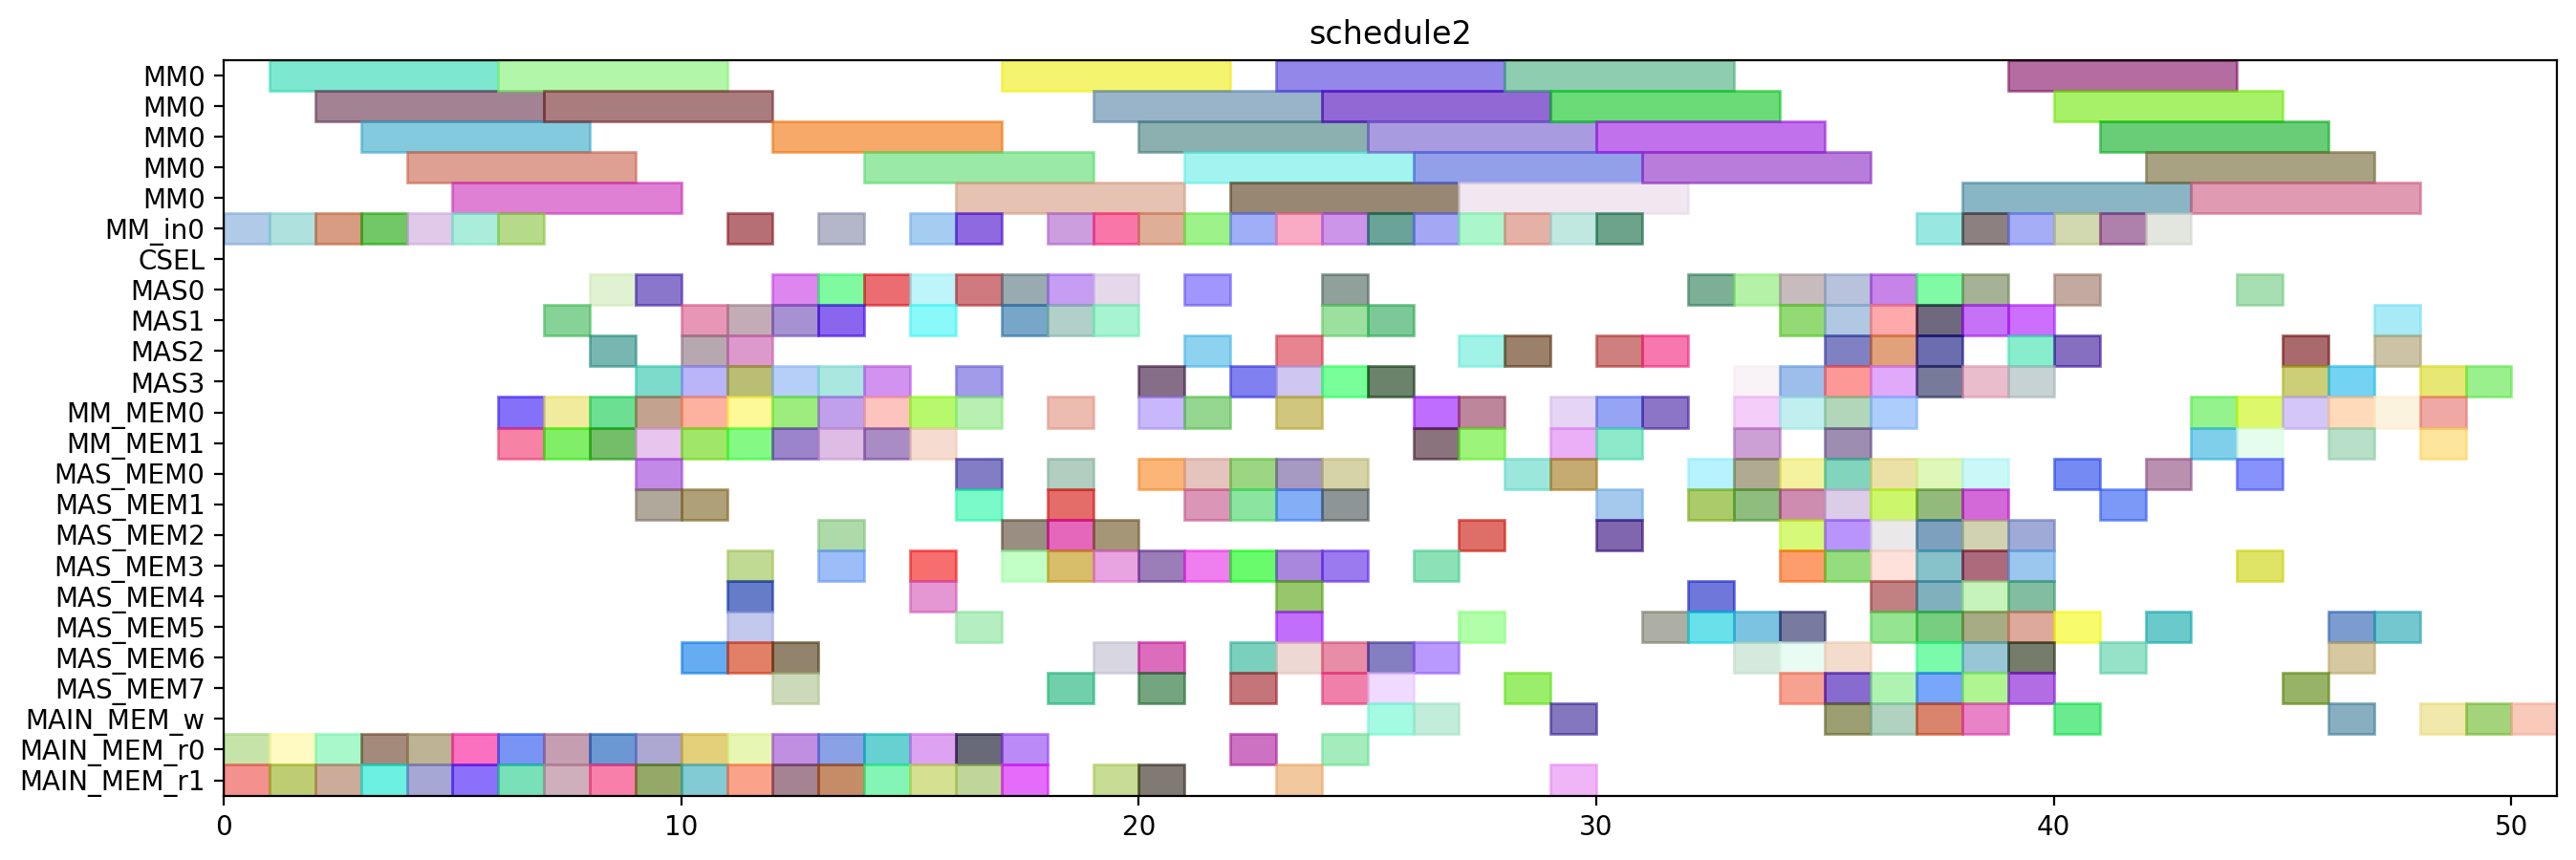 schedule2
MM0
MM0
MM0
MM0
MM0
MM_in0
CSEL
MAS0
MAS1
MAS2
MAS3
MM_MEM0
MM_MEM1
MAS_MEM0
MAS_MEM1
MAS_MEM2
MAS_MEM3
MAS_MEM4
MAS_MEM5
MAS_MEM6
MAS_MEM7
MAIN_MEM_w
MAIN_MEM_r0
MAIN_MEM_r1
0 10 20 30 40 50